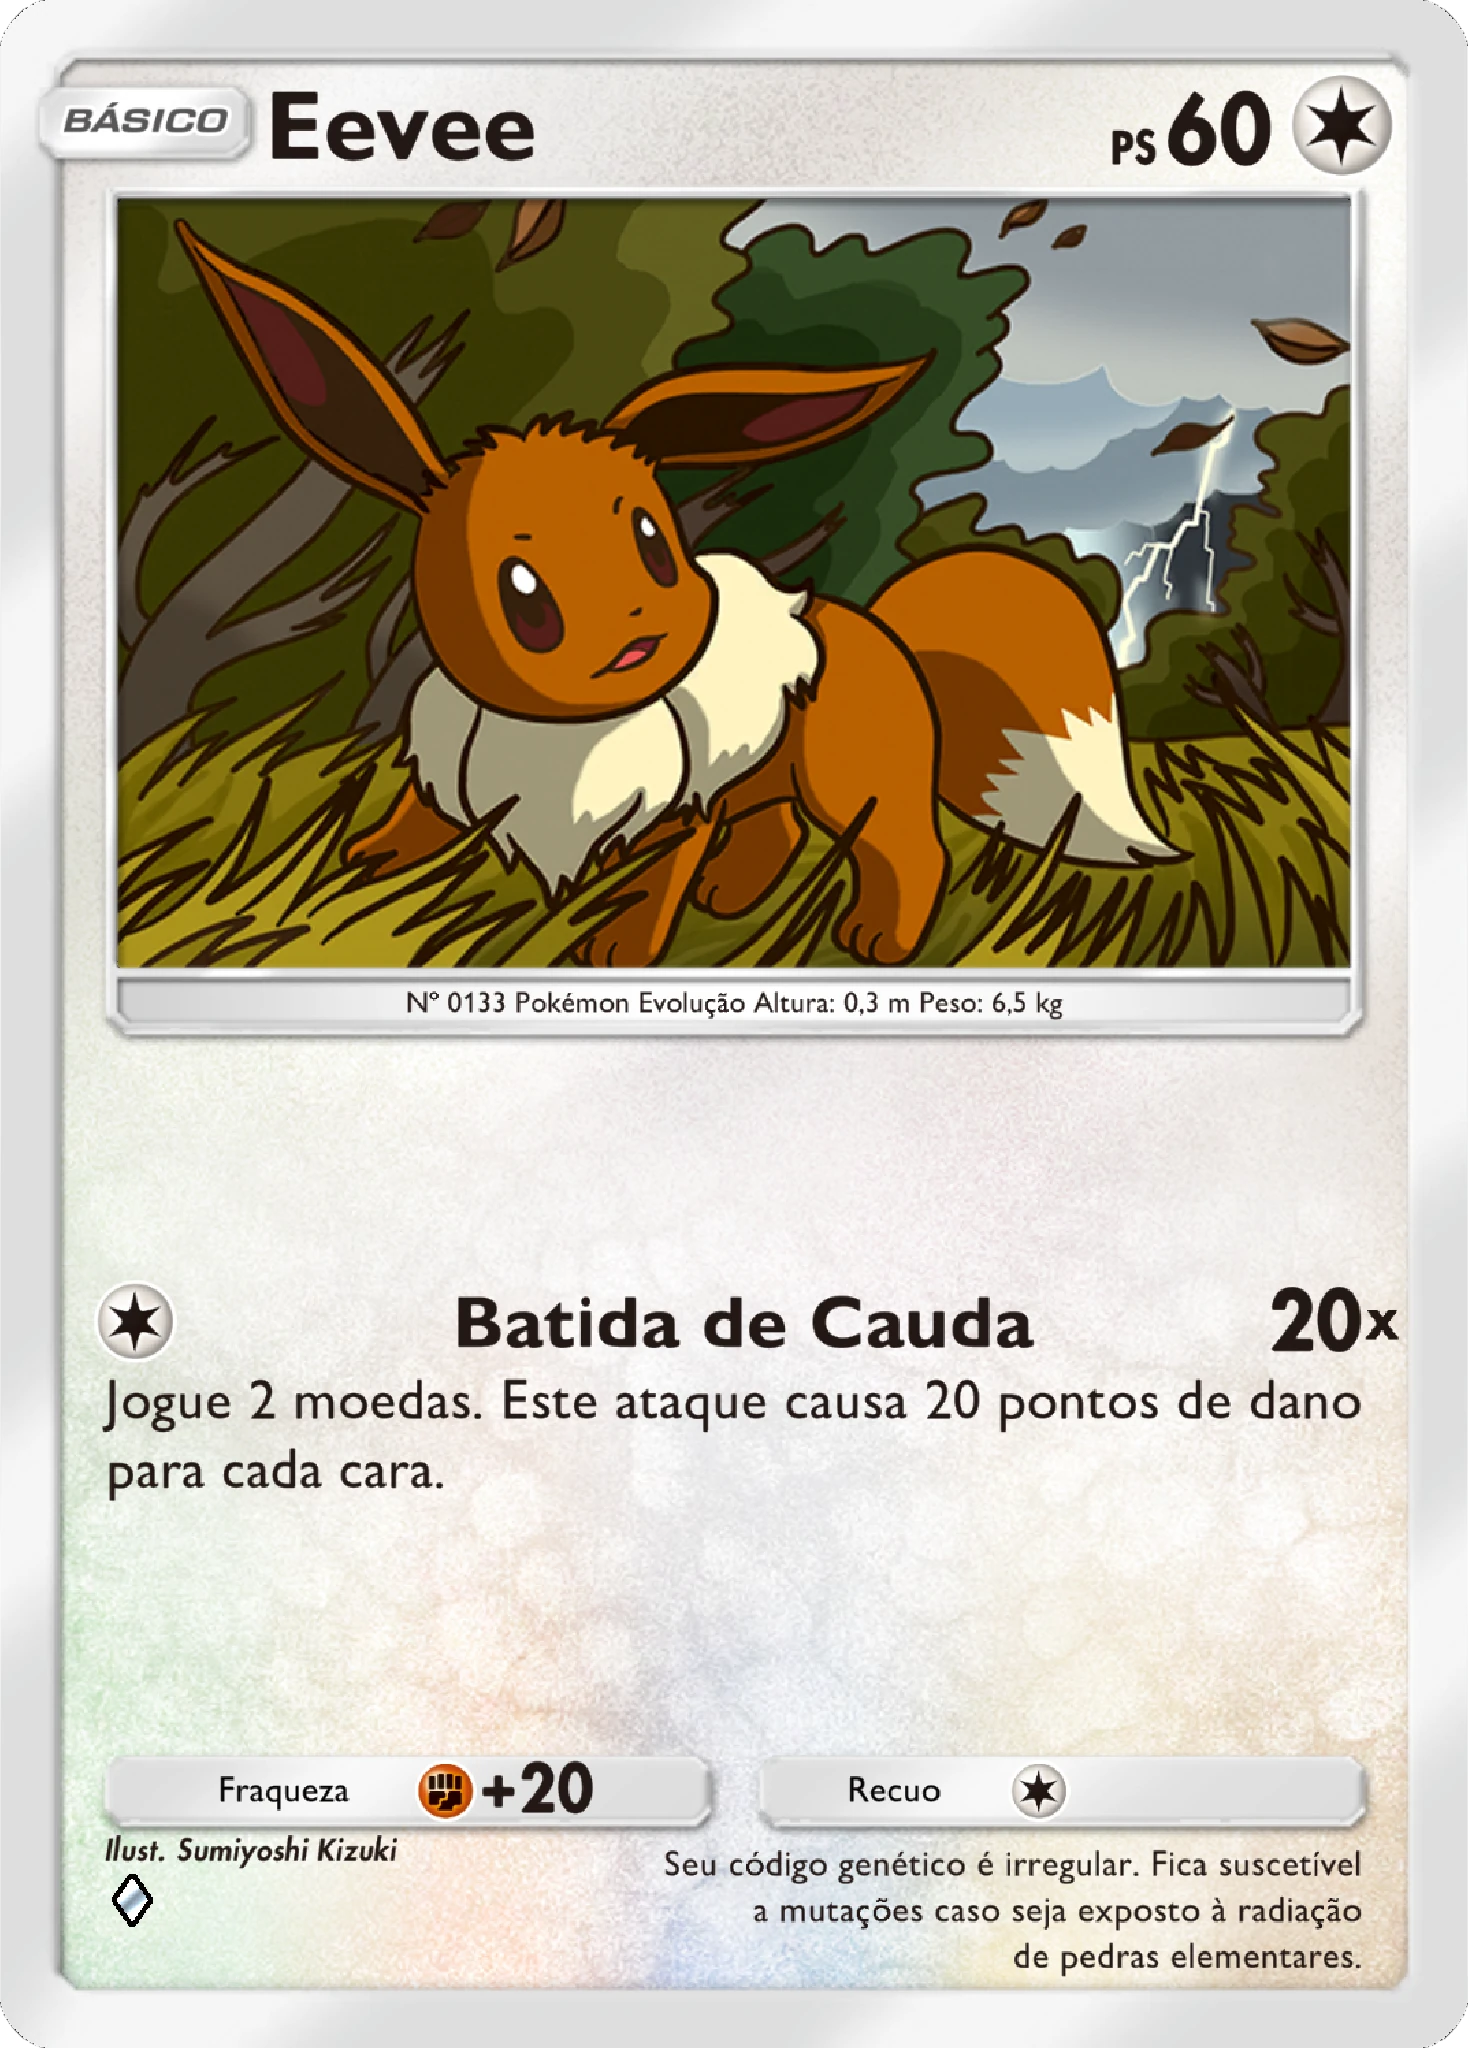 BÁSICO Eevee PS 60
Nº 0133 Pokémon Evolução Altura: 0,3 m Peso: 6,5 kg
Batida de Cauda 20x
Jogue 2 moedas. Este ataque causa 20 pontos de dano
para cada cara.
Fraqueza +20 Recuo
Ilust. Sumiyoshi Kizuki
Seu código genético é irregular. Fica suscetível
a mutações caso seja exposto à radiação
de pedras elementares.